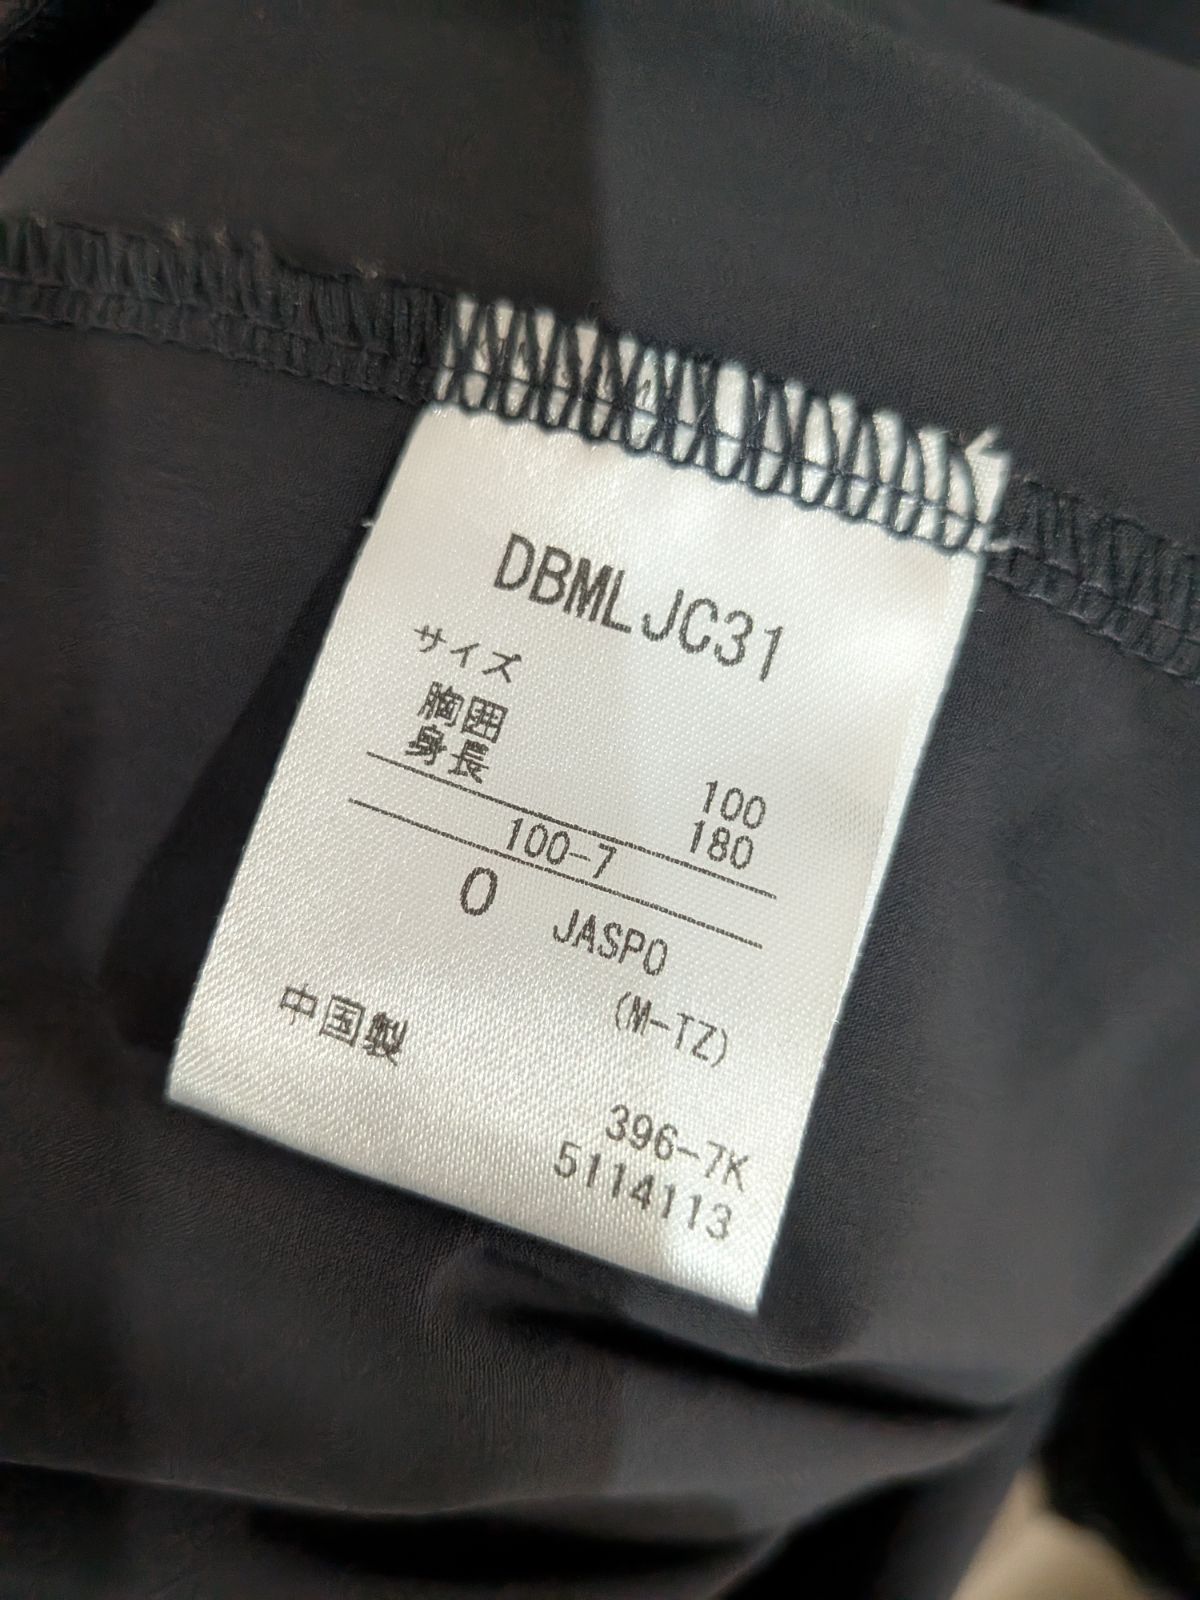 DBMLJC31
サイズ
胸囲 100
身長 180
100-7
O JASPO
(M-TZ)
中国製
396-7K
5114113